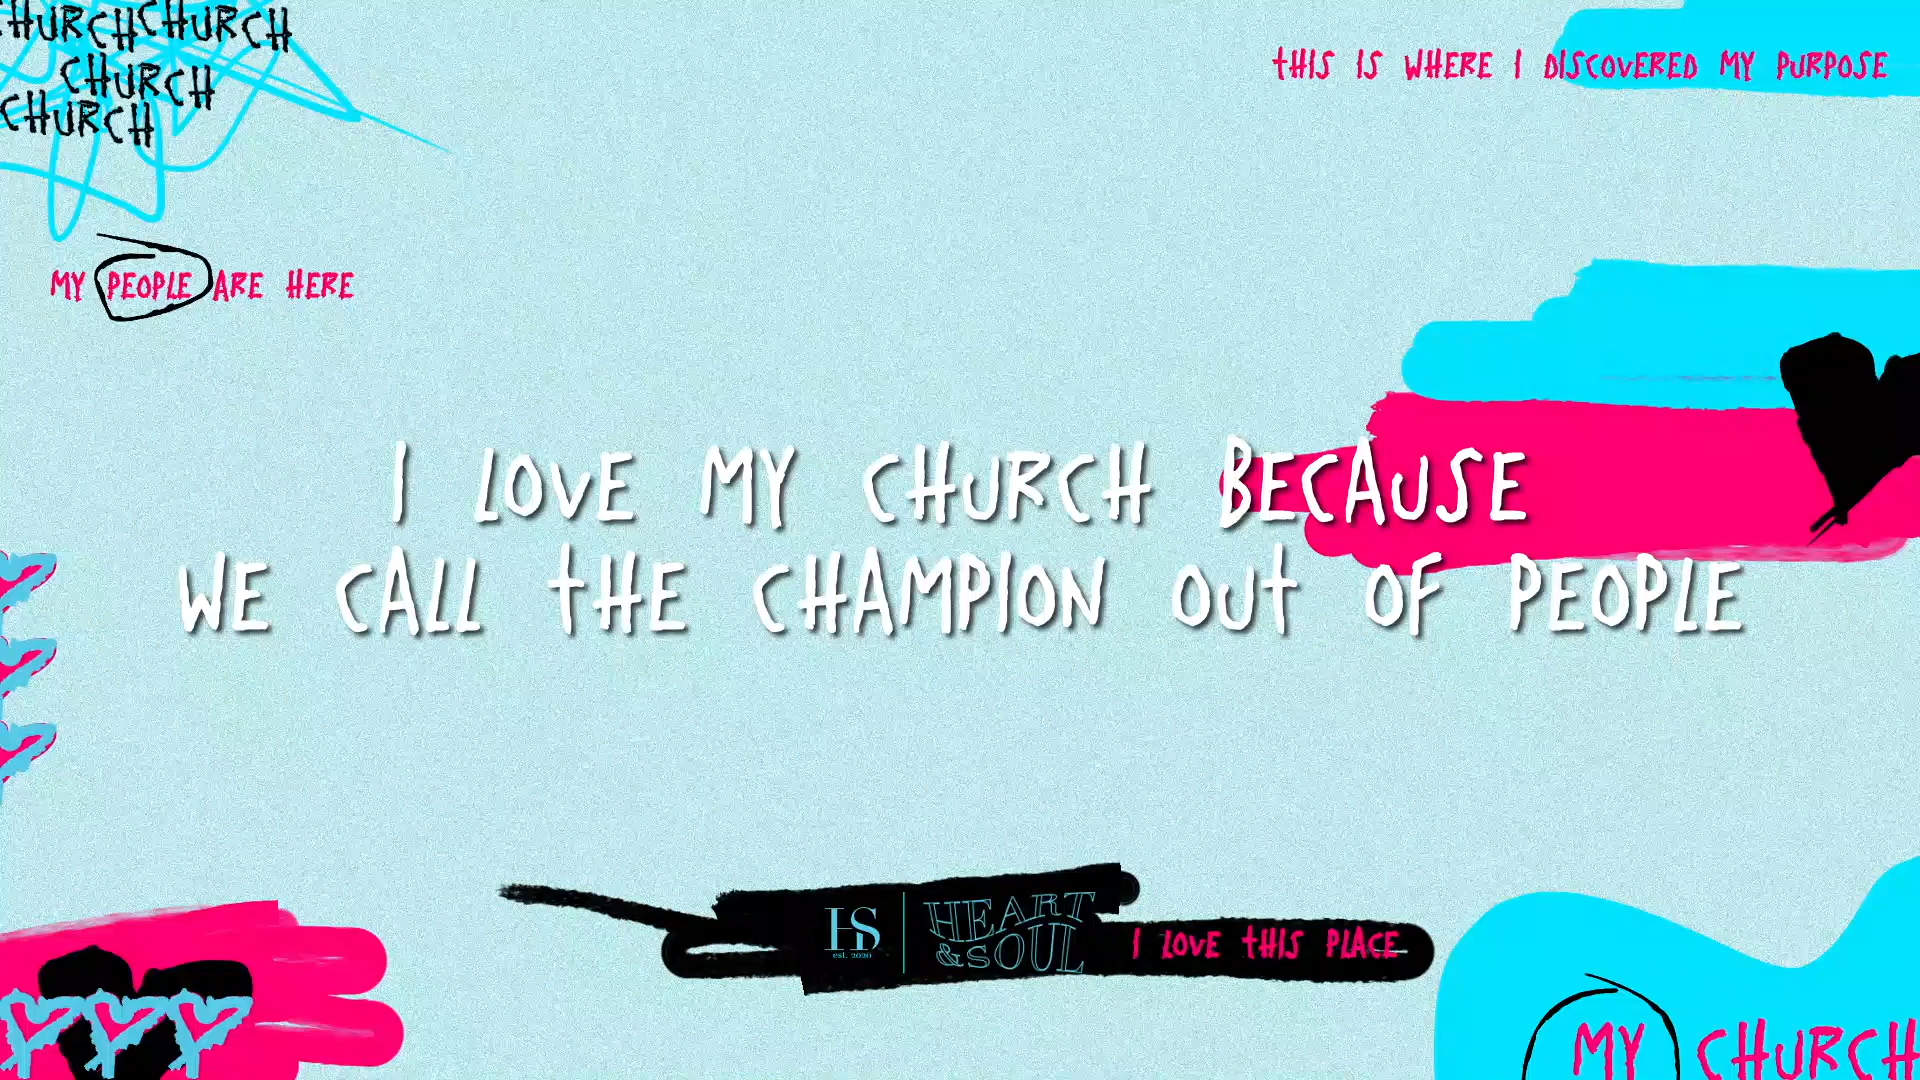 CHURCHCHURCH
CHURCH
CHURCH
tHIS IS WHERE I DISCOVERED MY PURPOSE
MY PEOPLE ARE HERE
I LOVE MY CHURCH BECAUSE
WE CALL tHE CHAMPION OUt OF PEOPLE
HS
est. 2020
HEART
&SOUL
I LOVE tHIS PLACE
MY CHURCH